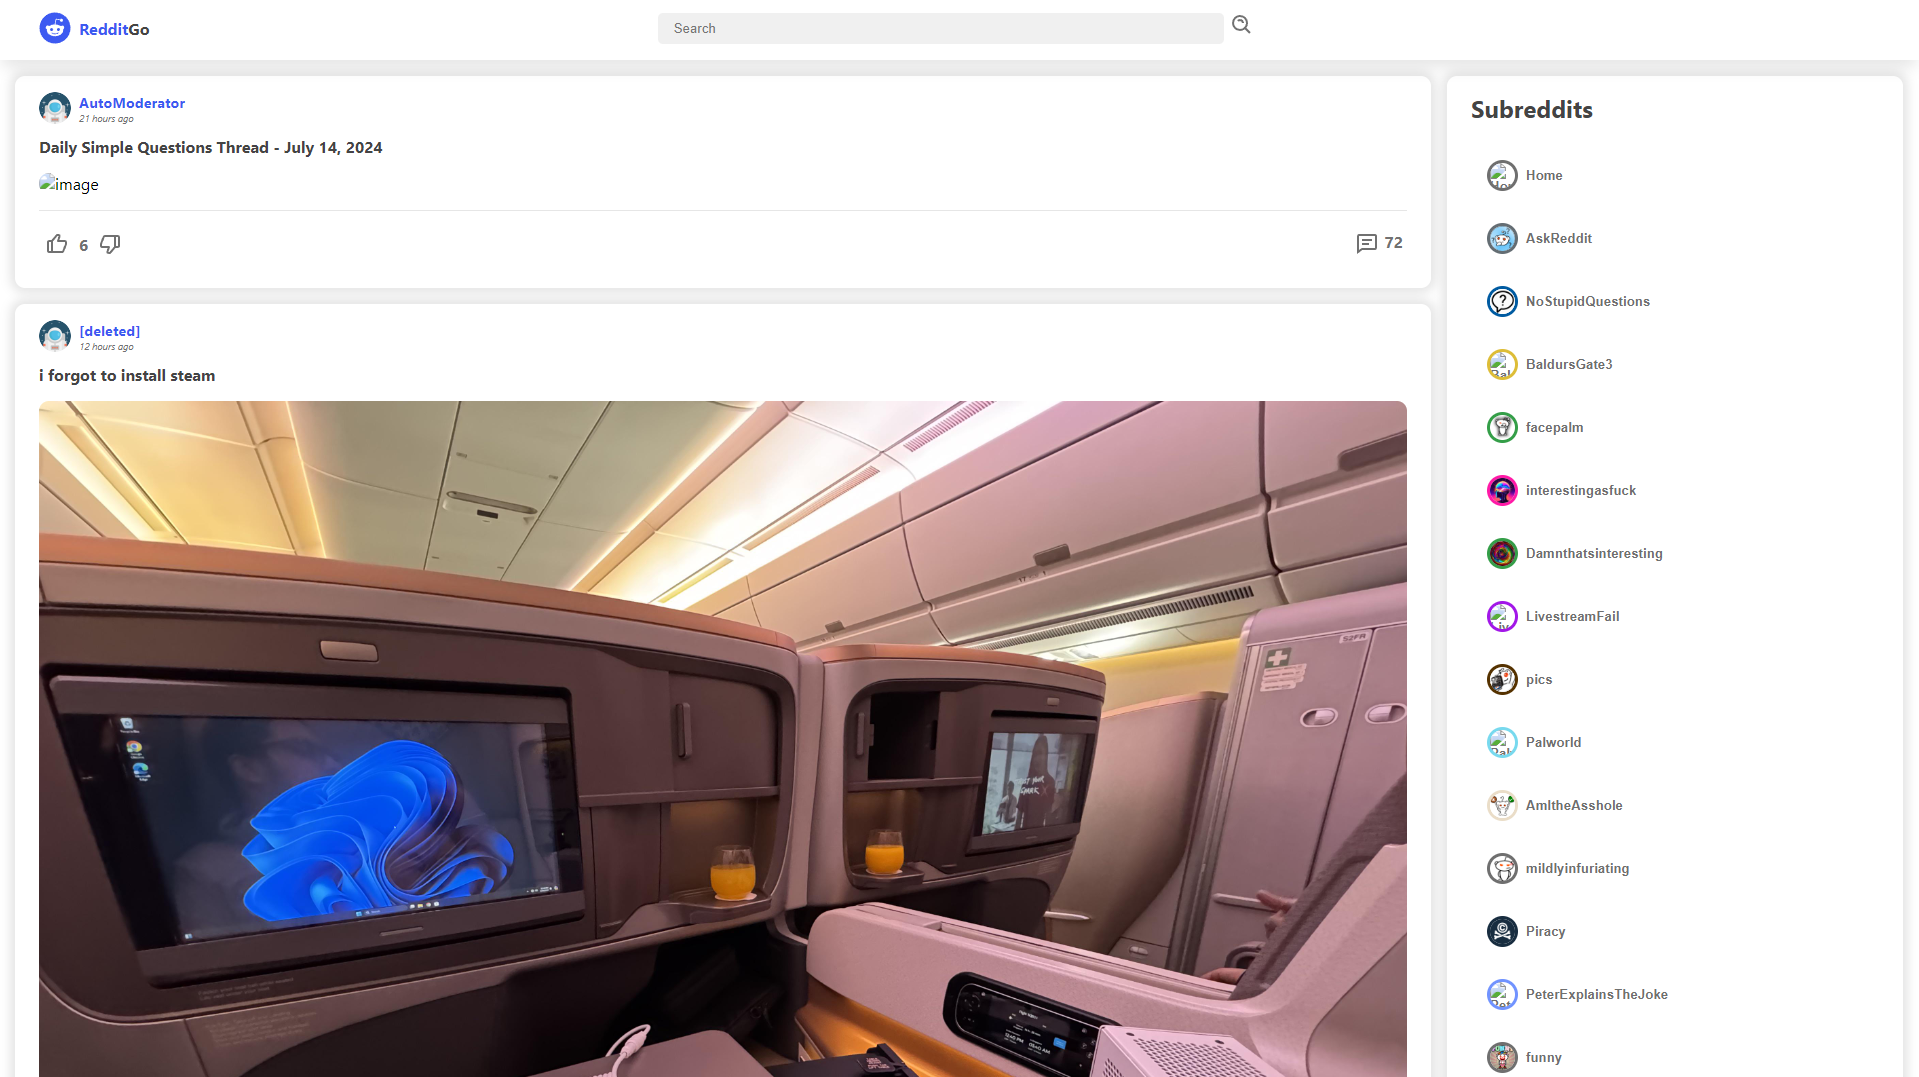 RedditGo
Search
AutoModerator
21 hours ago
Daily Simple Questions Thread - July 14, 2024
image
6
72
[deleted]
12 hours ago
i forgot to install steam
52FA
Subreddits
Home
AskReddit
NoStupidQuestions
BaldursGate3
facepalm
interestingasfuck
Damnthatsinteresting
LivestreamFail
pics
Palworld
AmItheAsshole
mildlyinfuriating
Piracy
PeterExplainsTheJoke
funny